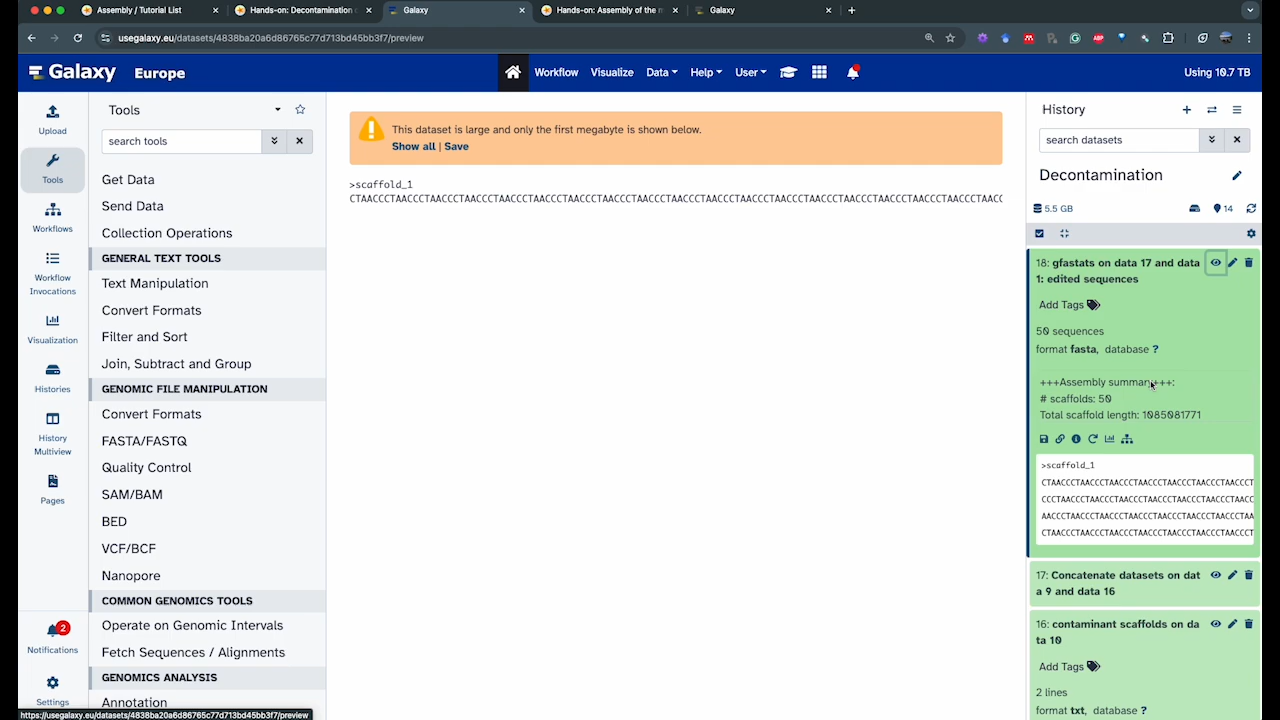 Assembly / Tutorial List
Hands-on: Decontamination o
Galaxy
Hands-on: Assembly of the m
Galaxy
usegalaxy.eu/datasets/4838ba20a6d86765c77d713bd45bb3f7/preview
Galaxy Europe
Workflow
Visualize
Data
Help
User
Using 10.7 TB
Upload
Tools
Workflows
Workflow
Invocations
Visualization
Histories
History
Multiview
Pages
2
Notifications
Settings
Tools
search tools
Get Data
Send Data
Collection Operations
GENERAL TEXT TOOLS
Text Manipulation
Convert Formats
Filter and Sort
Join, Subtract and Group
GENOMIC FILE MANIPULATION
Convert Formats
FASTA/FASTQ
Quality Control
SAM/BAM
BED
VCF/BCF
Nanopore
COMMON GENOMICS TOOLS
Operate on Genomic Intervals
Fetch Sequences / Alignments
GENOMICS ANALYSIS
Annotation
https://usegalaxy.eu/datasets/4838ba20a6d86765c77d713bd45bb3f7/preview
This dataset is large and only the first megabyte is shown below.
Show all | Save
>scaffold_1
CTAACCCTAACCCTAACCCTAACCCTAACCCTAACCCTAACCCTAACCCTAACCCTAACCCTAACCCTAACCCTAACCCTAACCCTAACCCTAACCCTAACCCTAACC
History
search datasets
Decontamination
5.5 GB
14
18: gfastats on data 17 and data
1: edited sequences
Add Tags
50 sequences
format fasta, database ?
+++Assembly summary+++:
# scaffolds: 50
Total scaffold length: 1085081771
>scaffold_1
CTAACCCTAACCCTAACCCTAACCCTAACCCTAACCCT
CCCTAACCCTAACCCTAACCCTAACCCTAACCCTAACC
AACCCTAACCCTAACCCTAACCCTAACCCTAACCCTAA
CTAACCCTAACCCTAACCCTAACCCTAACCCTAACCCT
17: Concatenate datasets on dat
a 9 and data 16
16: contaminant scaffolds on da
ta 10
Add Tags
2 lines
format txt, database ?